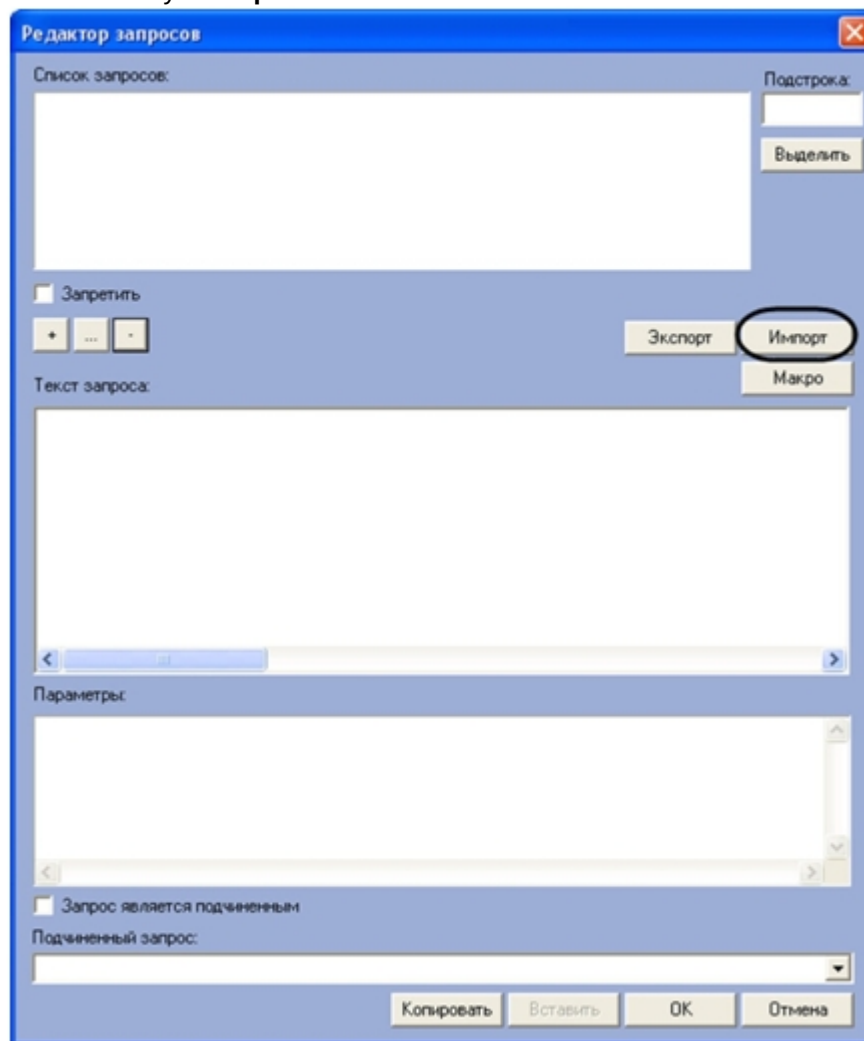 Редактор запросов
Список запросов:
Подстрока:
Выделить
Запретить
+ ... -
Экспорт Импорт
Макро
Текст запроса:
Параметры:
Запрос является подчиненным
Подчиненный запрос:
Копировать Вставить OK Отмена